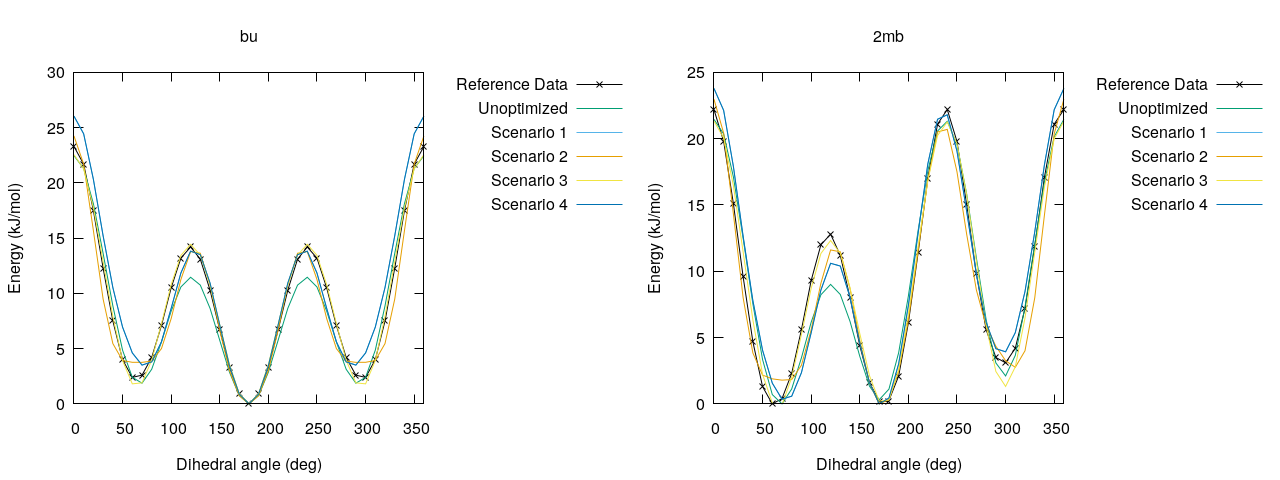 bu
30
25
20
15
10
5
0
0 50 100 150 200 250 300 350
Energy (kJ/mol)
Dihedral angle (deg)
Reference Data
Unoptimized
Scenario 1
Scenario 2
Scenario 3
Scenario 4
2mb
25
20
15
10
5
0
0 50 100 150 200 250 300 350
Energy (kJ/mol)
Dihedral angle (deg)
Reference Data
Unoptimized
Scenario 1
Scenario 2
Scenario 3
Scenario 4